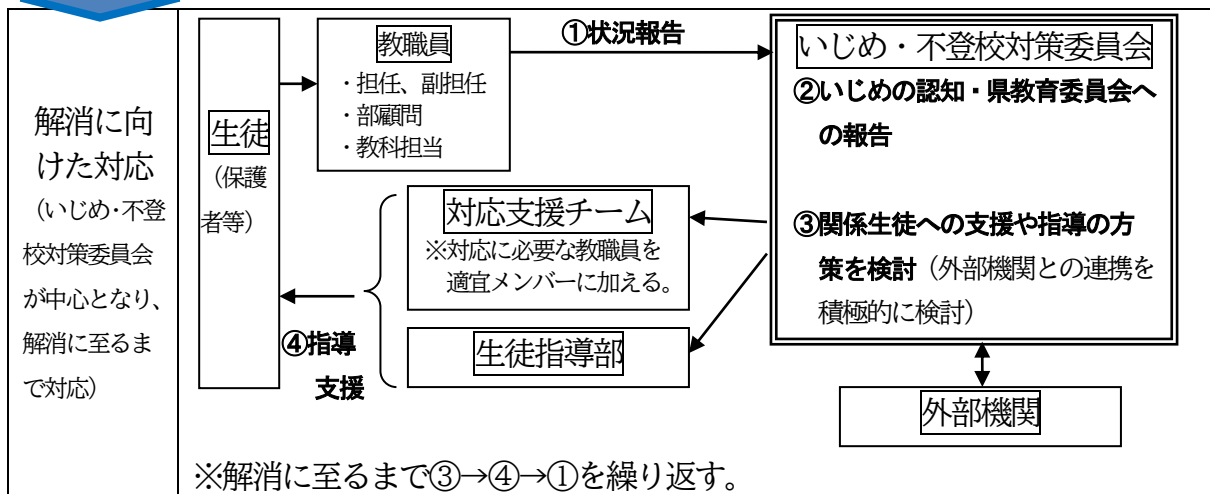 解消に向
けた対応
（いじめ・不登
校対策委員会
が中心となり、
解消に至るま
で対応）
生徒
（保護
者等）
教職員
・担任、副担任
・部顧問
・教科担当
①状況報告
いじめ・不登校対策委員会
②いじめの認知・県教育委員会へ
の報告
③関係生徒への支援や指導の方
策を検討（外部機関との連携を
積極的に検討）
対応支援チーム
※対応に必要な教職員を
適宜メンバーに加える。
④指導
支援
生徒指導部
外部機関
※解消に至るまで③→④→①を繰り返す。